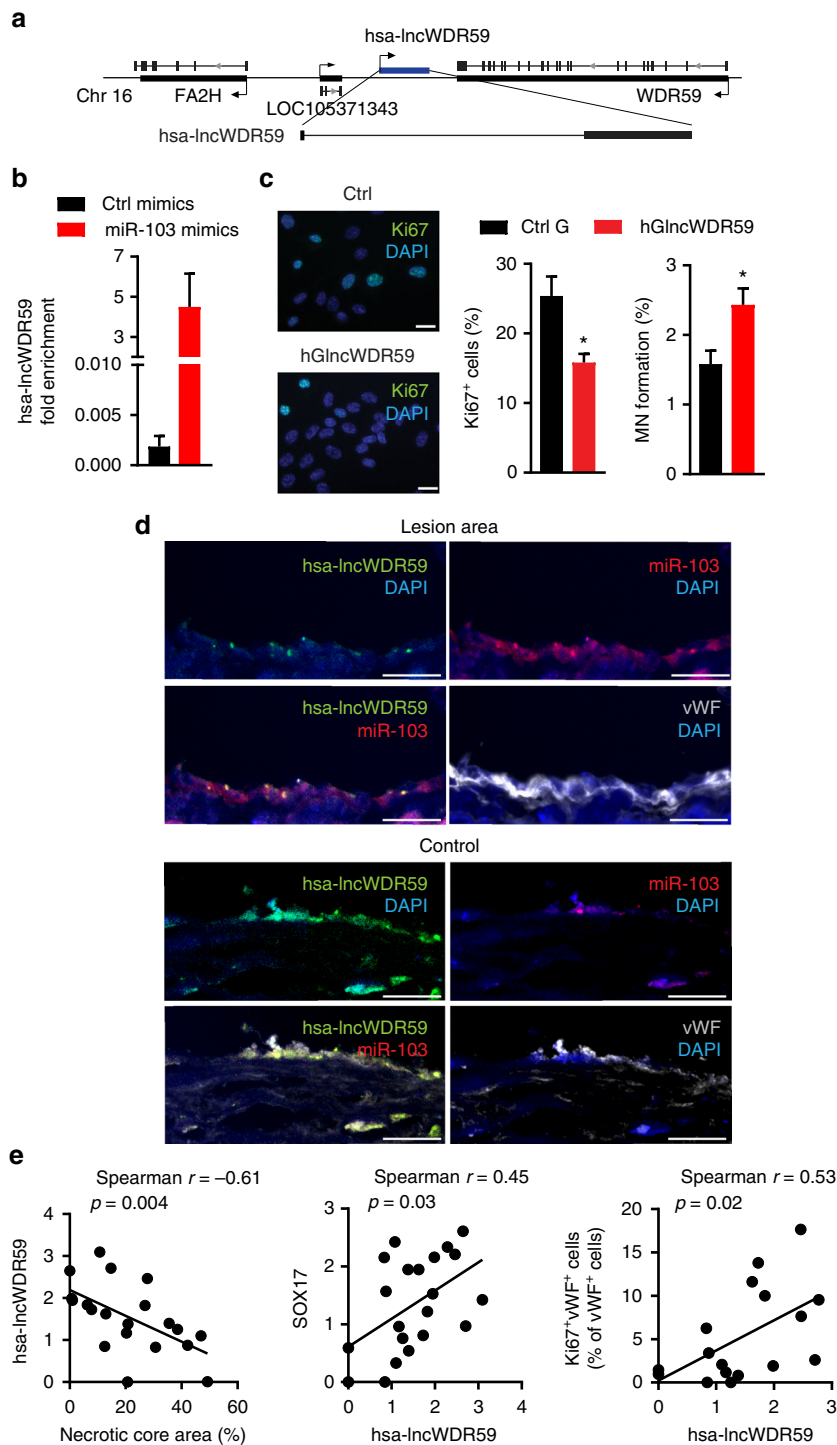 a
hsa-lncWDR59
Chr 16
FA2H
LOC105371343
WDR59
hsa-lncWDR59
b
Ctrl mimics
miR-103 mimics
hsa-lncWDR59
fold enrichment
7
5
3
0.010
0.005
0.000
c
Ctrl
Ki67
DAPI
hGlncWDR59
Ki67
DAPI
Ctrl G
hGlncWDR59
Ki67+ cells (%)
30
20
10
0
*
MN formation (%)
3
2
1
0
*
d
Lesion area
hsa-lncWDR59
DAPI
miR-103
DAPI
hsa-lncWDR59
miR-103
vWF
DAPI
Control
hsa-lncWDR59
DAPI
miR-103
DAPI
hsa-lncWDR59
miR-103
vWF
DAPI
e
Spearman r = –0.61
p = 0.004
hsa-lncWDR59
4
3
2
1
0
0 20 40 60
Necrotic core area (%)
Spearman r = 0.45
p = 0.03
SOX17
3
2
1
0
0 1 2 3 4
hsa-lncWDR59
Spearman r = 0.53
p = 0.02
Ki67+vWF+ cells
(% of vWF+ cells)
20
15
10
5
0
0 1 2 3
hsa-lncWDR59